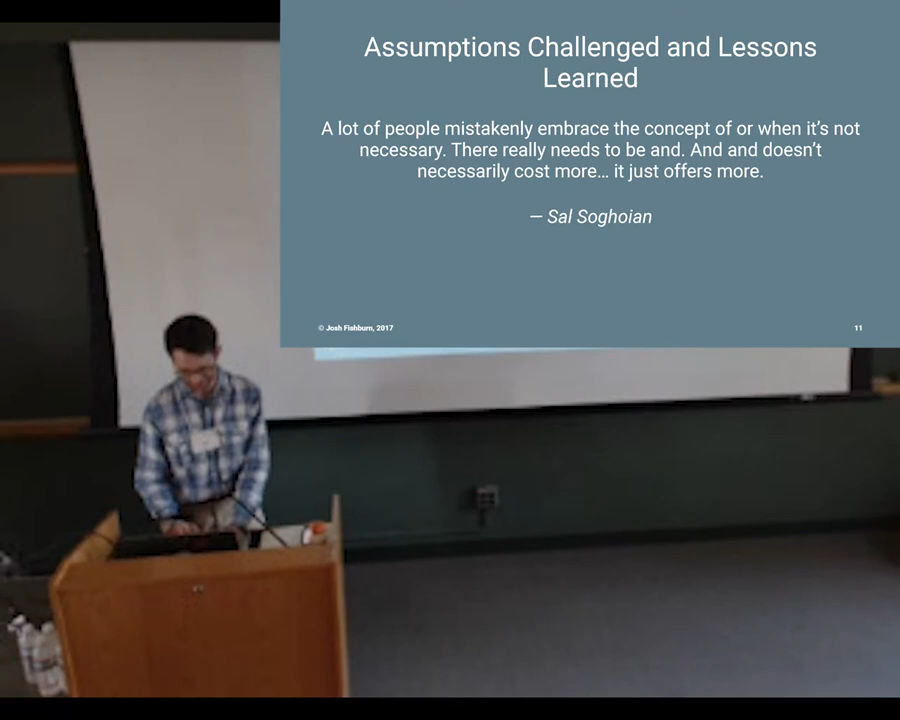 Assumptions Challenged and Lessons
Learned
A lot of people mistakenly embrace the concept of or when it’s not
necessary. There really needs to be and. And and doesn’t
necessarily cost more… it just offers more.
— Sal Soghoian
© Josh Fishburn, 2017
11